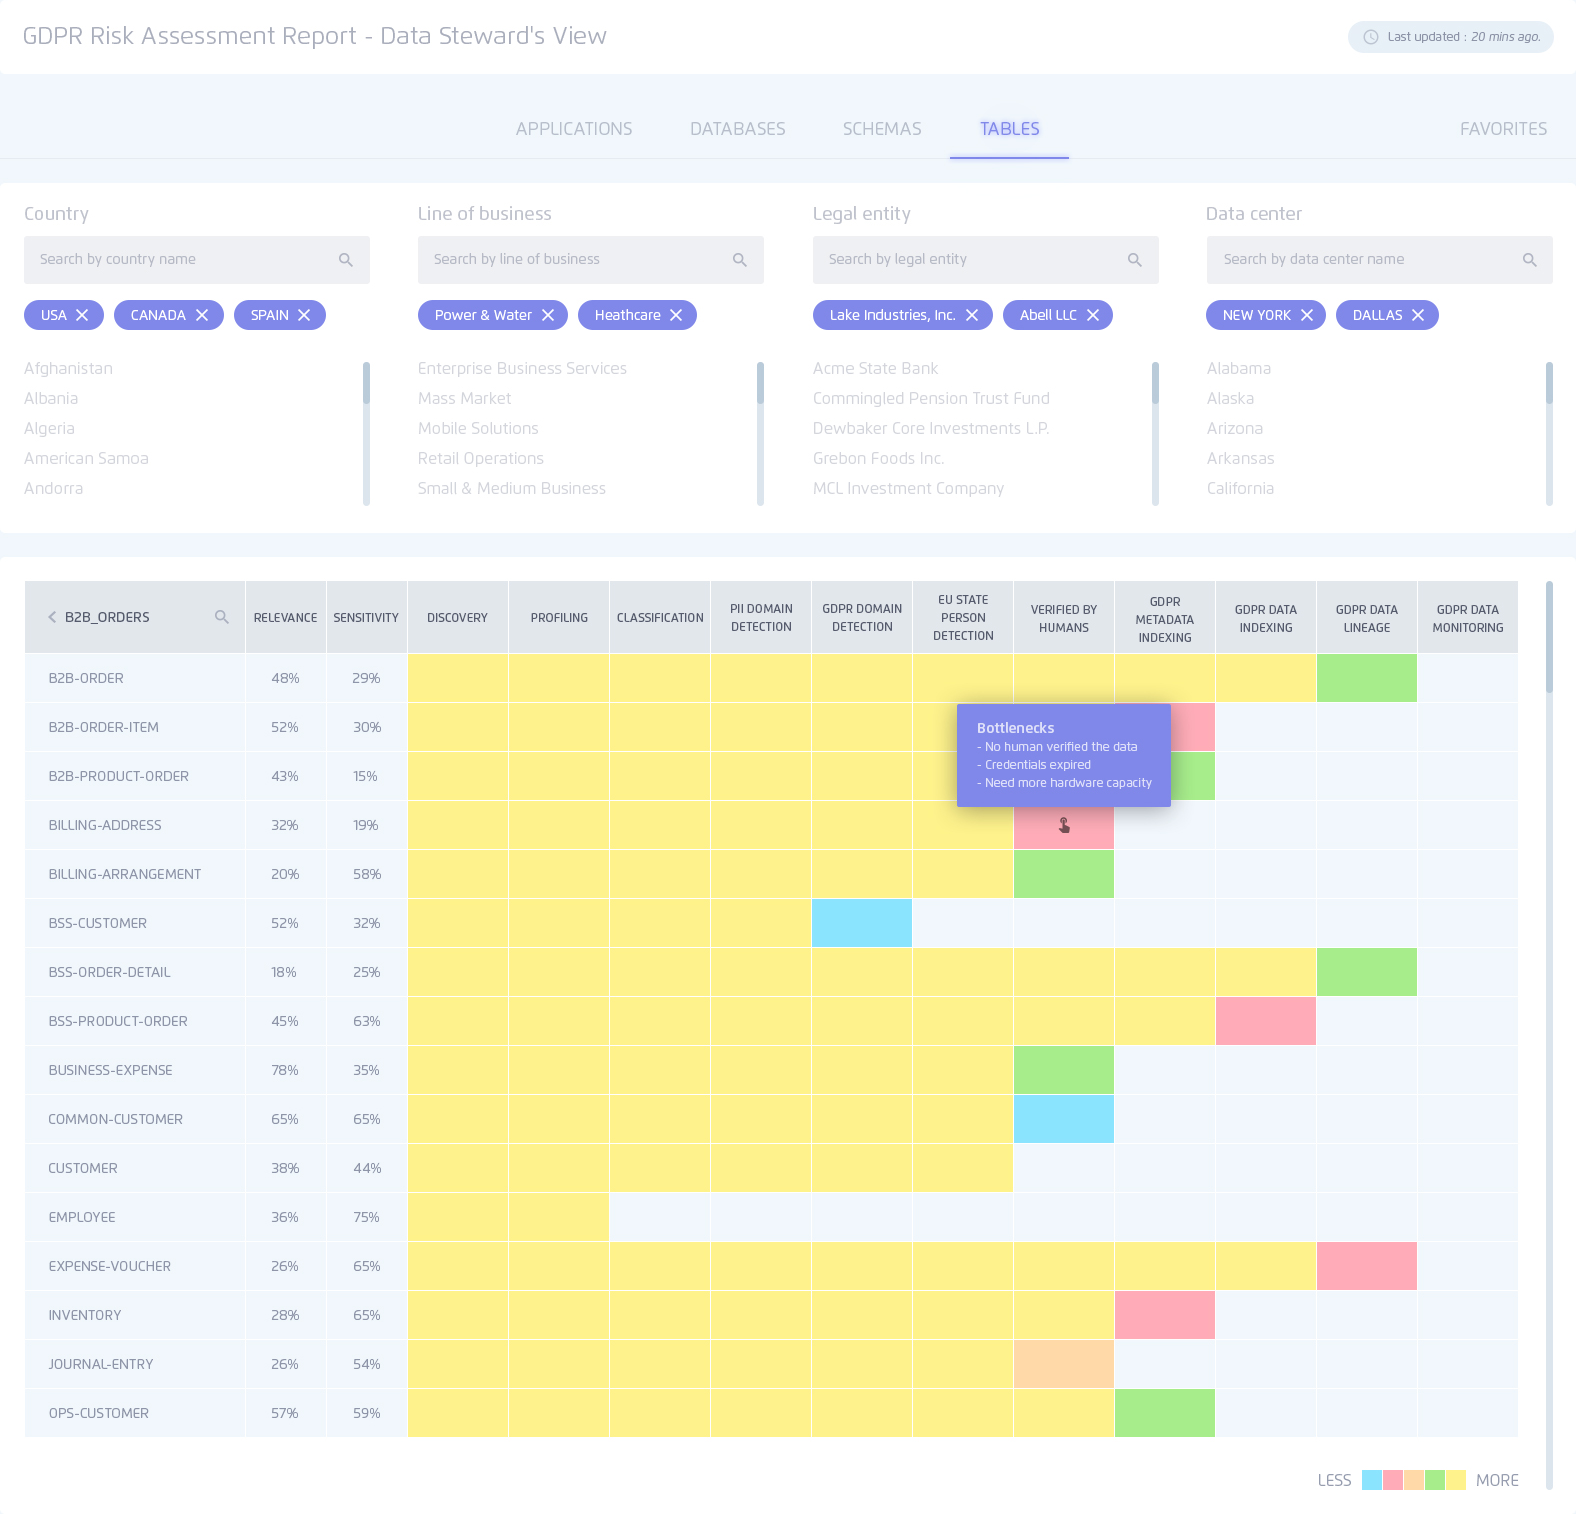 GDPR Risk Assessment Report - Data Steward's View
Last updated : 20 mins ago.
APPLICATIONS DATABASES SCHEMAS TABLES FAVORITES
Country Line of business Legal entity Data center
Search by country name Search by line of business Search by legal entity Search by data center name
USA CANADA SPAIN Power & Water Heathcare Lake Industries, Inc. Abell LLC NEW YORK DALLAS
Afghanistan Enterprise Business Services Acme State Bank Alabama
Albania Mass Market Commingled Pension Trust Fund Alaska
Algeria Mobile Solutions Dewbaker Core Investments L.P. Arizona
American Samoa Retail Operations Grebon Foods Inc. Arkansas
Andorra Small & Medium Business MCL Investment Company California
B2B_ORDERS
RELEVANCE
SENSITIVITY
DISCOVERY
PROFILING
CLASSIFICATION
PII DOMAIN
DETECTION
GDPR DOMAIN
DETECTION
EU STATE
PERSON
DETECTION
VERIFIED BY
HUMANS
GDPR
METADATA
INDEXING
GDPR DATA
INDEXING
GDPR DATA
LINEAGE
GDPR DATA
MONITORING
B2B-ORDER 48% 29%
B2B-ORDER-ITEM 52% 30%
B2B-PRODUCT-ORDER 43% 15%
Bottlenecks
- No human verified the data
- Credentials expired
- Need more hardware capacity
BILLING-ADDRESS 32% 19%
BILLING-ARRANGEMENT 20% 58%
BSS-CUSTOMER 52% 32%
BSS-ORDER-DETAIL 18% 25%
BSS-PRODUCT-ORDER 45% 63%
BUSINESS-EXPENSE 78% 35%
COMMON-CUSTOMER 65% 65%
CUSTOMER 38% 44%
EMPLOYEE 36% 75%
EXPENSE-VOUCHER 26% 65%
INVENTORY 28% 65%
JOURNAL-ENTRY 26% 54%
OPS-CUSTOMER 57% 59%
LESS MORE